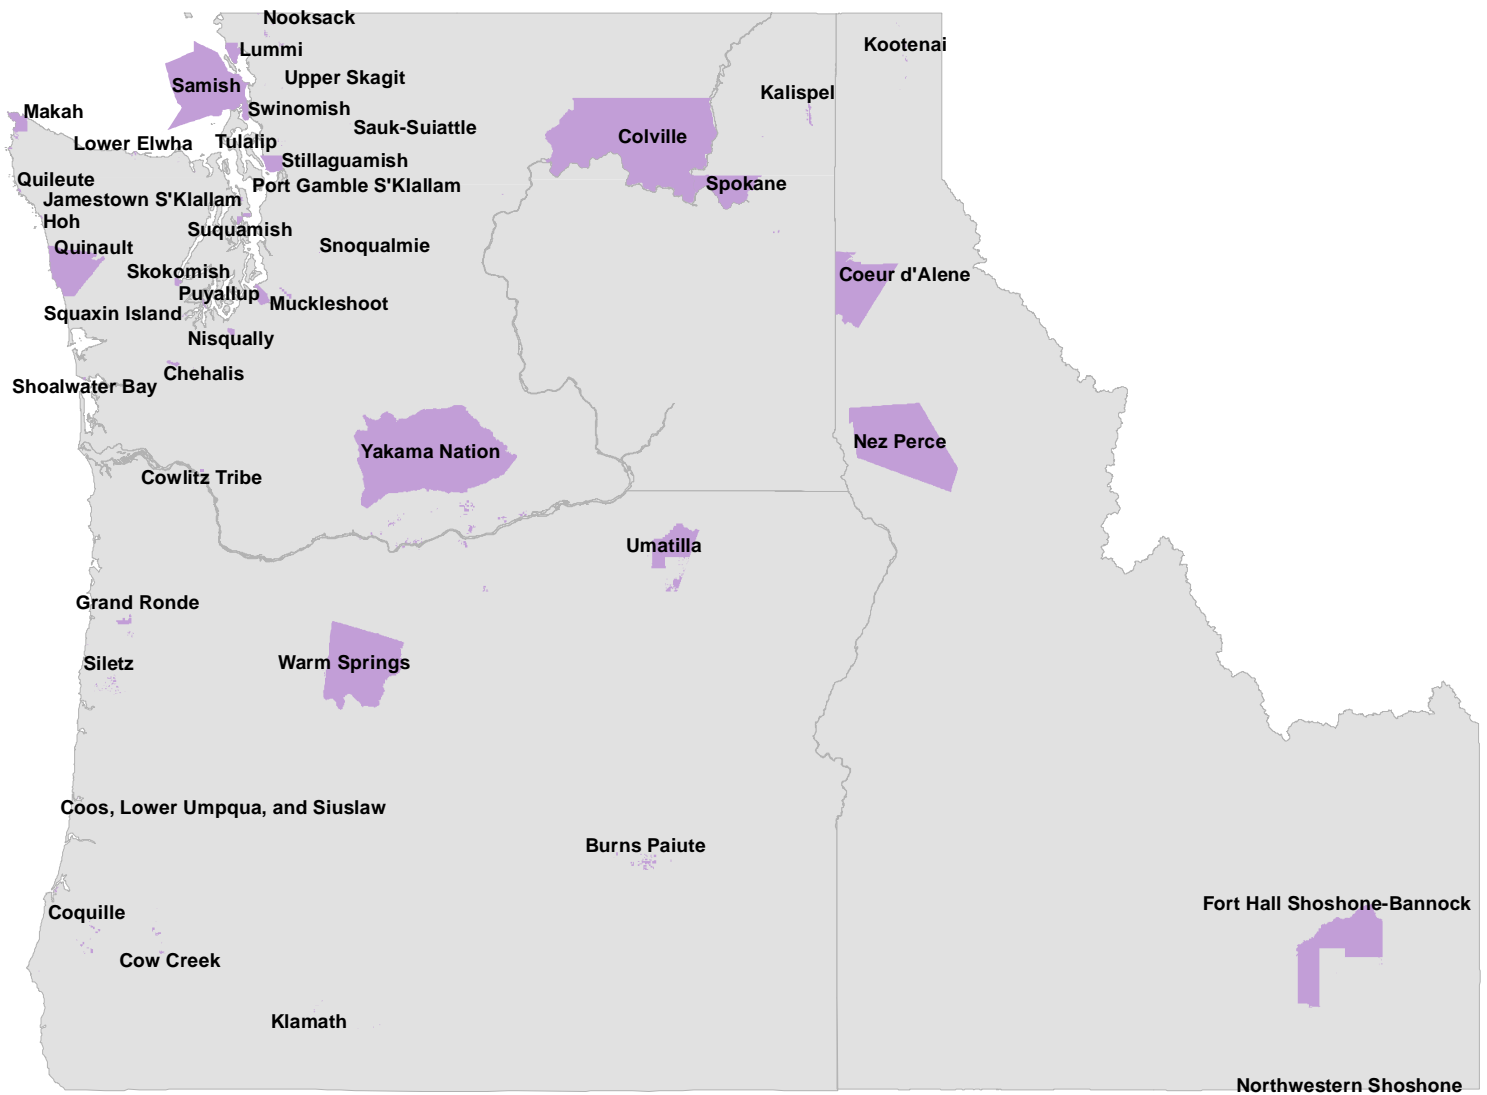 Nooksack
Lummi
Kootenai
Upper Skagit
Samish
Kalispel
Swinomish
Makah
Sauk-Suiattle
Colville
Lower Elwha
Tulalip
Stillaguamish
Quileute
Port Gamble S'Klallam
Spokane
Jamestown S'Klallam
Hoh
Suquamish
Snoqualmie
Quinault
Skokomish
Coeur d'Alene
Puyallup
Muckleshoot
Squaxin Island
Nisqually
Chehalis
Shoalwater Bay
Nez Perce
Yakama Nation
Cowlitz Tribe
Umatilla
Grand Ronde
Siletz
Warm Springs
Coos, Lower Umpqua, and Siuslaw
Burns Paiute
Fort Hall Shoshone-Bannock
Coquille
Cow Creek
Klamath
Northwestern Shoshone